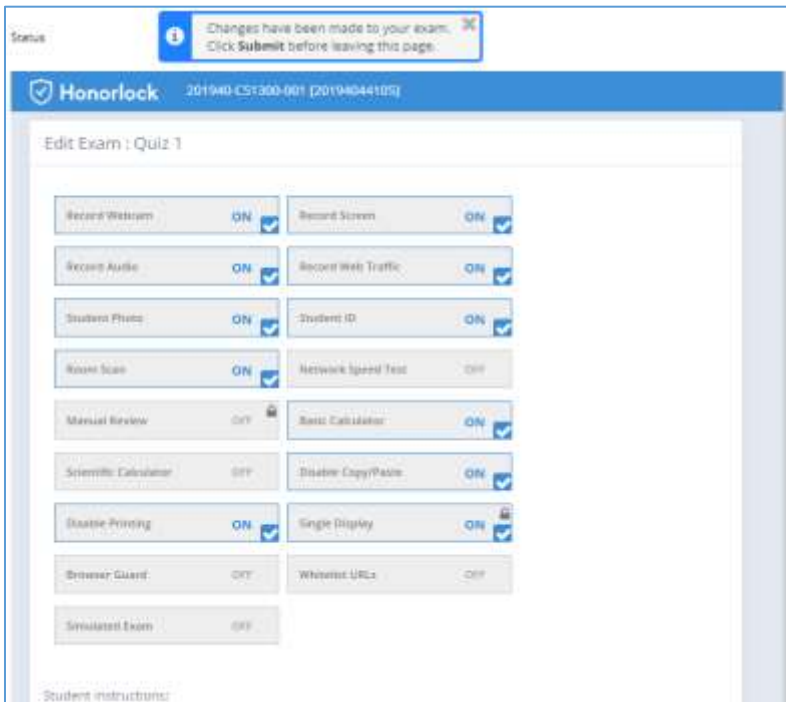 Status
Changes have been made to your exam.
Click Submit before leaving this page.
Honorlock 201940-CS1300-001 [20194044105]
Edit Exam : Quiz 1
Record Webcam ON Record Screen ON
Record Audio ON Record Web Traffic ON
Student Photo ON Student ID ON
Room Scan ON Network Speed Test OFF
Manual Review OFF Basic Calculator ON
Scientific Calculator OFF Disable Copy/Paste ON
Disable Printing ON Single Display ON
Browser Guard OFF Whitelist URLs OFF
Simulated Exam OFF
Student instructions: